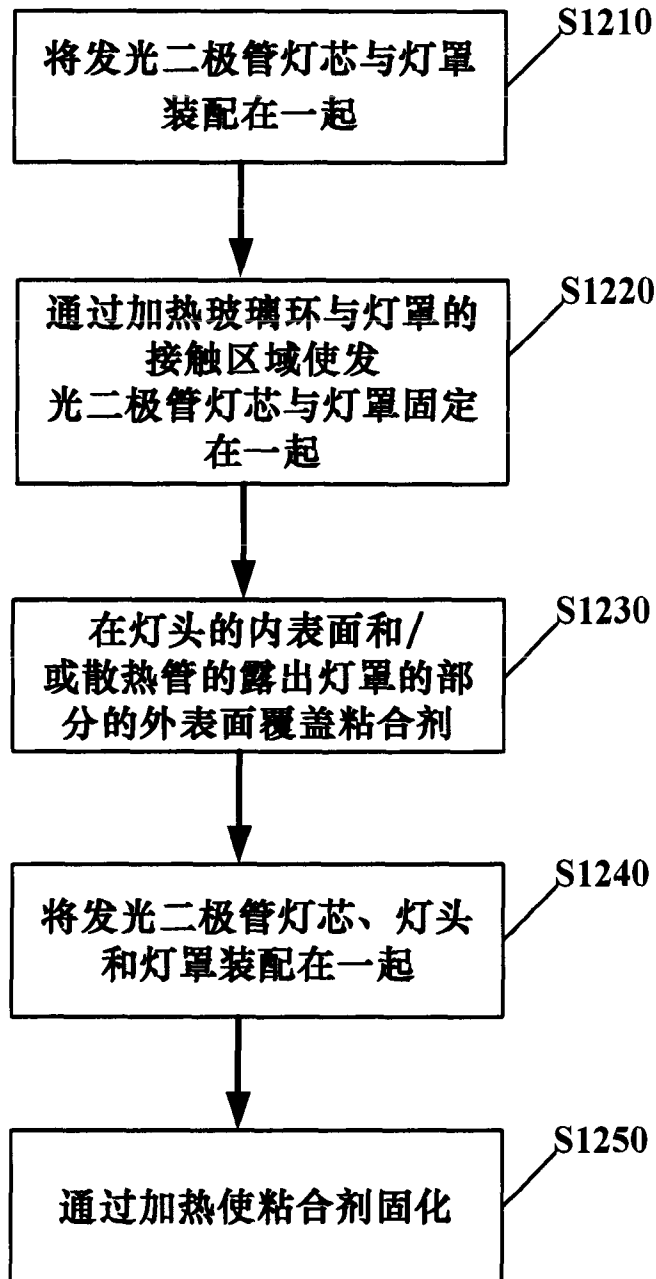 S1210
将发光二极管灯芯与灯罩
装配在一起
S1220
通过加热玻璃环与灯罩的
接触区域使发
光二极管灯芯与灯罩固定
在一起
S1230
在灯头的内表面和/
或散热管的露出灯罩的部
分的外表面覆盖粘合剂
S1240
将发光二极管灯芯、灯头
和灯罩装配在一起
S1250
通过加热使粘合剂固化